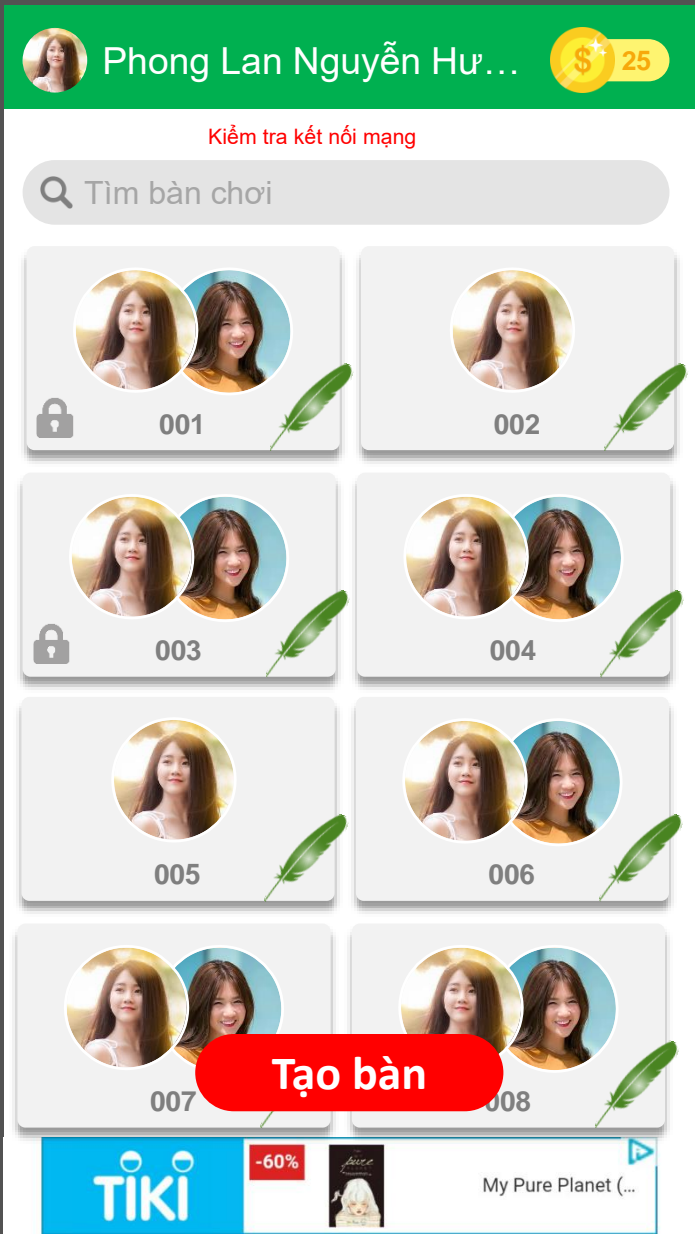 Phong Lan Nguyễn Hư...
$ 25
Kiểm tra kết nối mạng
Tìm bàn chơi
001
002
003
004
005
006
007
008
Tạo bàn
TIKI
-60%
pure
My Pure Planet (...